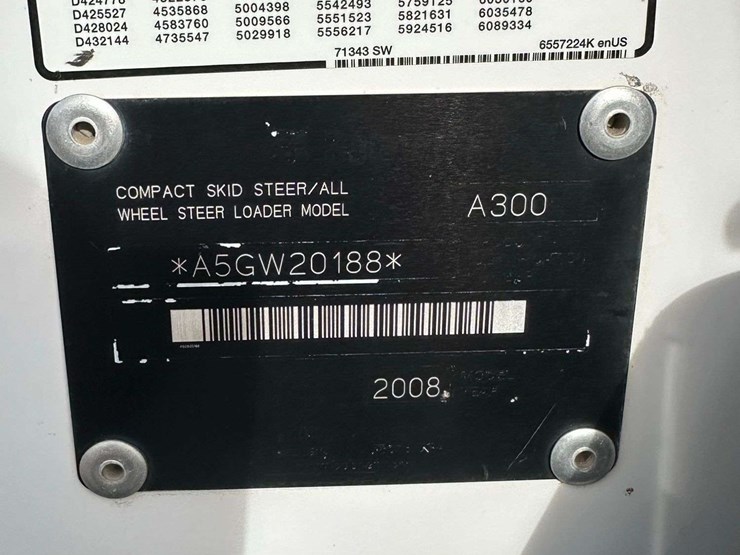 D425527 4535868 5004398 5542493 5759125
D428024 4583760 5009566 5551523 5821631 6035478
D432144 4735547 5029918 5556217 5924516 6089334
71343 SW 6557224K enUS
COMPACT SKID STEER/ALL
WHEEL STEER LOADER MODEL A300
*A5GW20188*
2008